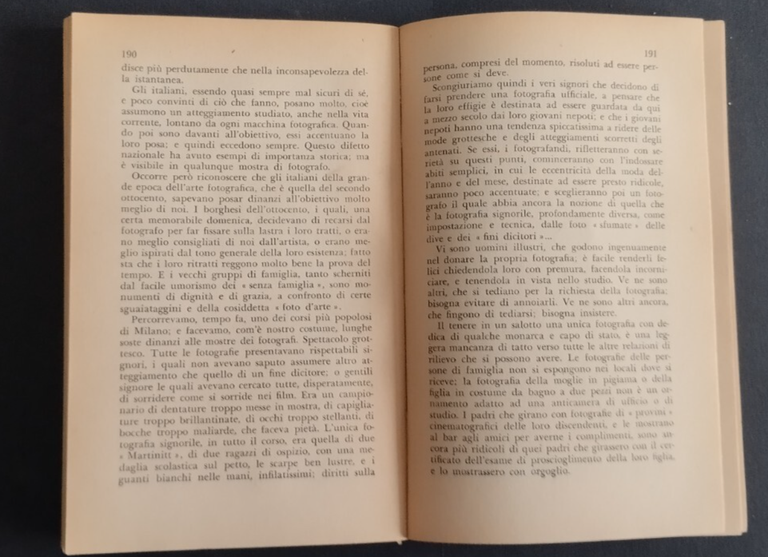 190
disce più perdutamente che nella inconsapevolezza del-
la istantanea.
Gli italiani, essendo quasi sempre mal sicuri di sé,
e poco convinti di ciò che fanno, posano molto, cioè
assumono un atteggiamento studiato, anche nella vita
corrente, lontano da ogni macchina fotografica. Quan-
do poi sono davanti all'obiettivo, essi accentuano la
loro posa; e quindi eccedono sempre. Questo difetto
nazionale ha avuto esempi di importanza storica; ma
è visibile in qualunque mostra di fotografo.
Occorre però riconoscere che gli italiani della gran-
de epoca dell'arte fotografica, che è quella del secondo
ottocento, sapevano posar dinanzi all'obiettivo molto
meglio di noi. I borghesi dell'ottocento, i quali, una
certa memorabile domenica, decidevano di recarsi dal
fotografo per far fissare sulla lastra i loro tratti, o era-
no meglio consigliati di noi dall'artista, o erano me-
glio ispirati dal tono generale della loro esistenza; fatto
sta che i loro ritratti reggono molto bene la prova del
tempo. E i vecchi gruppi di famiglia, tanto scherniti
dal facile umorismo dei « senza famiglia », sono mo-
numenti di dignità e di grazia, a confronto di certe
sguaiataggini e della cosiddetta « foto d'arte ».
Percorrevamo, tempo fa, uno dei corsi più popolosi
di Milano; e facevamo, com'è nostro costume, lunghe
soste dinanzi alle mostre dei fotografi. Spettacolo grot-
tesco. Tutte le fotografie presentavano rispettabili si-
gnori, i quali non avevano saputo assumere altro at-
teggiamento che quello di un fine dicitore; o gentili
signore le quali avevano cercato tutte, disperatamente,
di sorridere come si sorride nei film. Era un campio-
nario di dentature troppo messe in mostra, di capiglia-
ture troppo brillantinate, di occhi troppo stellanti, di
bocche troppo maliarde, che faceva pietà. L'unica fo-
tografia signorile, in tutto il corso, era quella di due
« Martinitt », di due ragazzi di ospizio, con una me-
daglia scolastica sul petto, le scarpe ben lustre, e i
guanti bianchi nelle mani, infilatissimi; diritti sulla
191
persona, compresi del momento, risoluti ad essere per-
sone come si deve.
Scongiuriamo quindi i veri signori che decidono di
farsi prendere una fotografia ufficiale, a pensare che
la loro effigie è destinata ad essere guardata da qui
a mezzo secolo dai loro giovani nepoti; e che i giovani
nepoti hanno una tendenza spiccatissima a ridere delle
mode grottesche e degli atteggiamenti scorretti degli
antenati. Se essi, i fotografandi, rifletteranno con se-
rietà su questi punti, cominceranno con l'indossare
abiti semplici, in cui le eccentricità della moda del-
l'anno e del mese, destinate ad essere presto ridicole,
saranno poco accentuate; e sceglieranno poi un foto-
grafo il quale abbia ancora la nozione di quella che
è la fotografia signorile, profondamente diversa, come
impostazione e tecnica, dalle foto « sfumate » delle
dive e dei « fini dicitori »...
Vi sono uomini illustri, che godono ingenuamente
nel donare la propria fotografia; è facile renderli fe-
lici chiedendola loro con premura, facendola incorni-
ciare, e tenendola in vista nello studio. Ve ne sono
altri, che si tediano per la richiesta della fotografia;
bisogna evitare di annoiarli. Ve ne sono altri ancora,
che fingono di tediarsi; bisogna insistere.
Il tenere in un salotto una unica fotografia con de-
dica di qualche monarca e capo di stato, è una leg-
gera mancanza di tatto verso tutte le altre relazioni di
rilievo che si possono avere. Le fotografie delle per-
sone di famiglia non si espongono nei locali dove si
riceve; la fotografia della moglie in pigiama o della
figlia in costume da bagno a due pezzi non è un or-
namento adatto ad una anticamera di ufficio o di
studio. I padri che girano con fotografie di « provini »
cinematografici delle loro discendenti, e le mostrano
al bar agli amici per averne i complimenti, sono an-
cora più ridicoli di quei padri che girassero con il cer-
tificato dell'esame di proscioglimento della loro figlia,
e lo mostrassero con orgoglio.